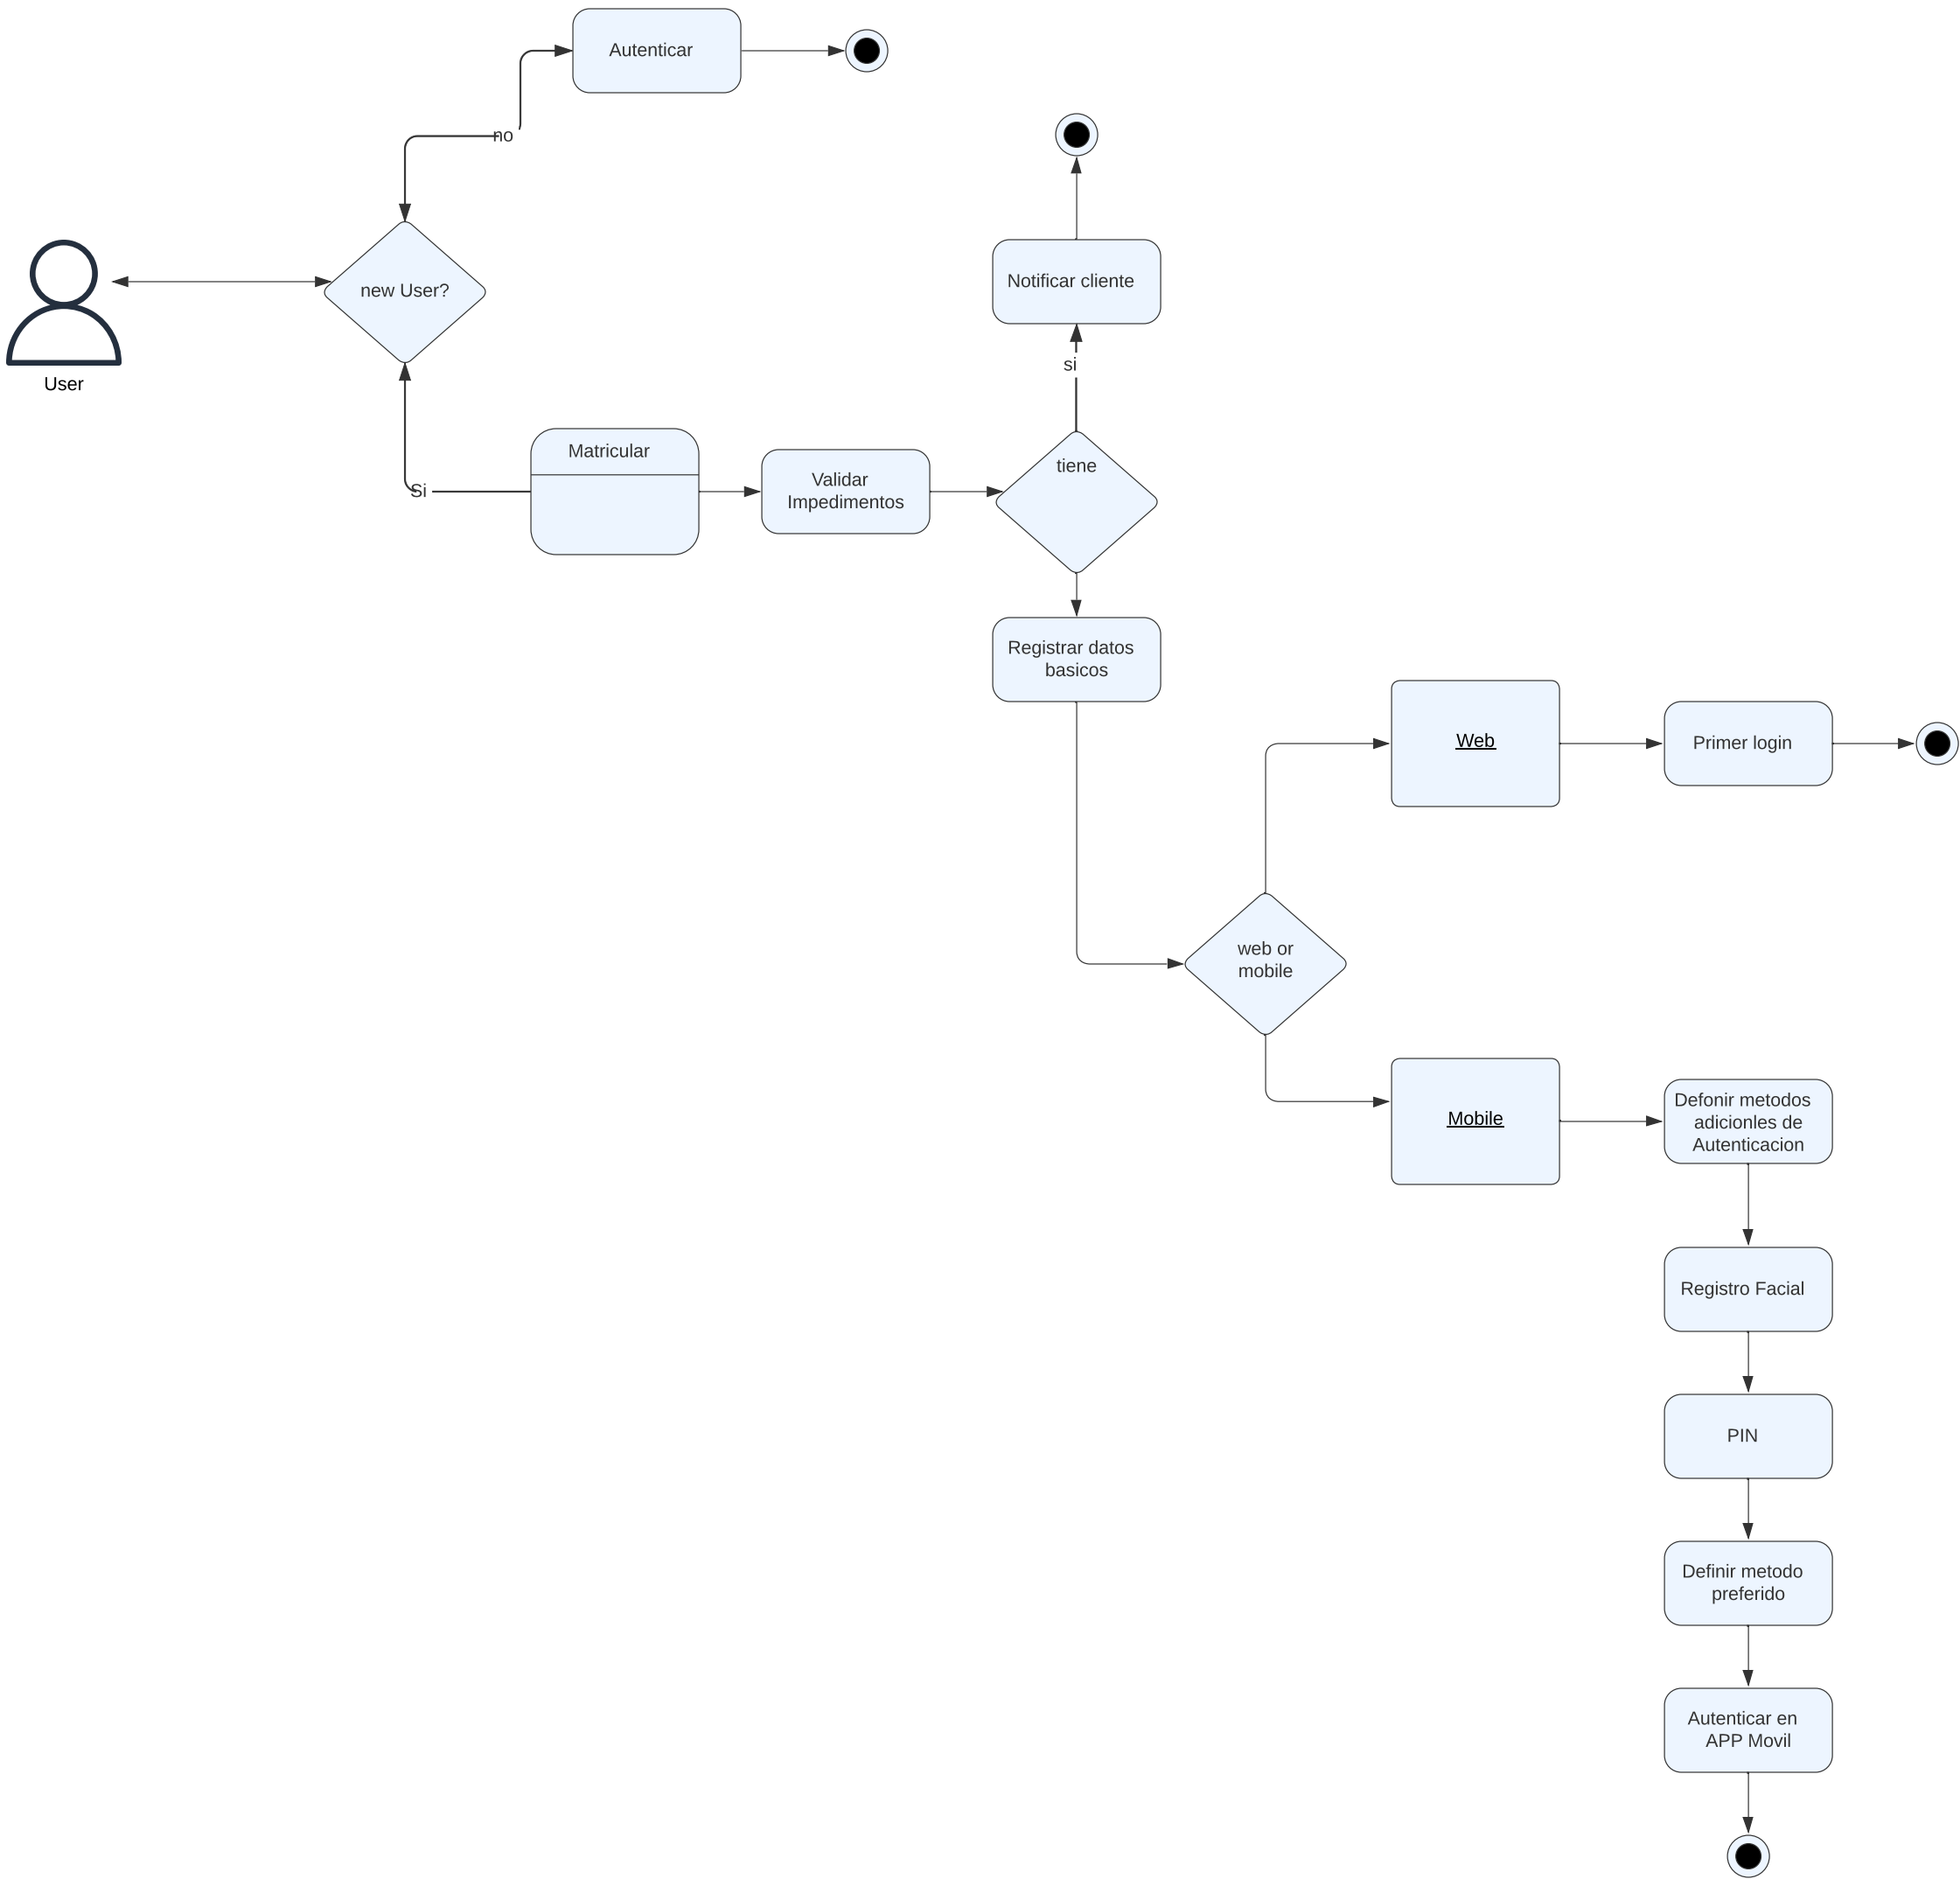 Autenticar
no
new User?
User
Notificar cliente
si
Si
Matricular
Validar
Impedimentos
tiene
Registrar datos
basicos
Web
Primer login
web or
mobile
Mobile
Defonir metodos
adicionles de
Autenticacion
Registro Facial
PIN
Definir metodo
preferido
Autenticar en
APP Movil